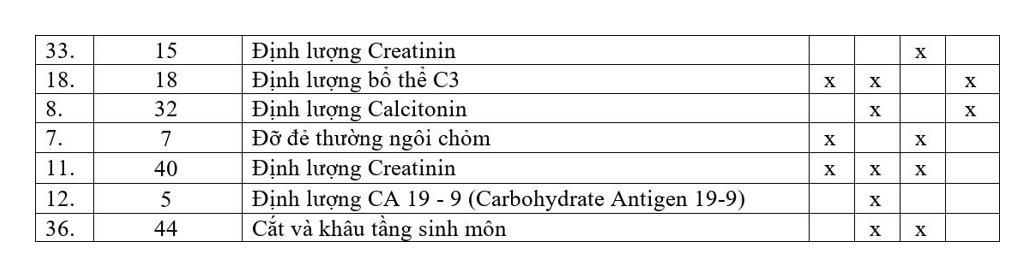 33. 15 Định lượng Creatinin x
18. 18 Định lượng bổ thể C3 x x x
8. 32 Định lượng Calcitonin x x
7. 7 Đỡ đẻ thường ngôi chỏm x x
11. 40 Định lượng Creatinin x x x
12. 5 Định lượng CA 19 - 9 (Carbohydrate Antigen 19-9) x
36. 44 Cắt và khâu tầng sinh môn x x